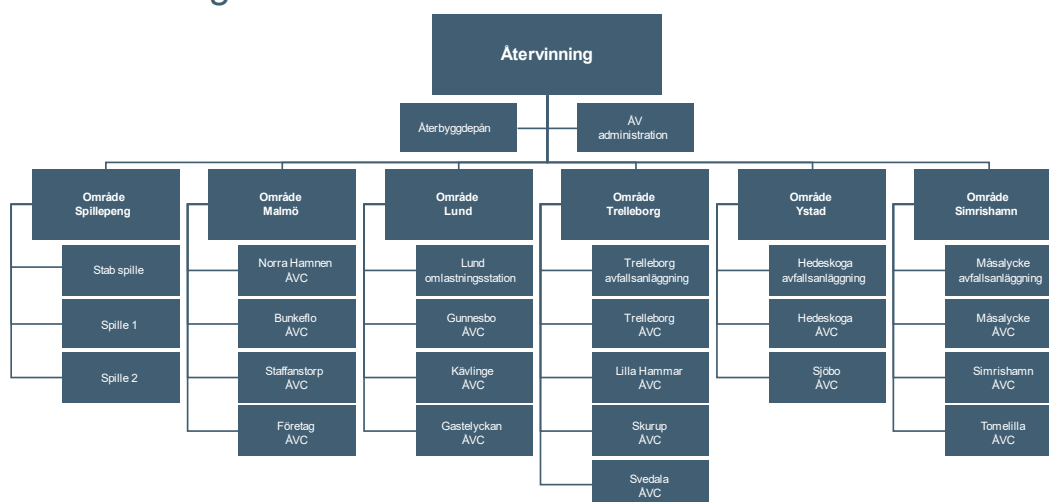 Återvinning
Återbyggdepån
ÅV
administration
Område
Spillepeng
Stab spille
Spille 1
Spille 2
Område
Malmö
Norra Hamnen
ÅVC
Bunkeflo
ÅVC
Staffanstorp
ÅVC
Företag
ÅVC
Område
Lund
Lund
omlastningsstation
Gunnesbo
ÅVC
Kävlinge
ÅVC
Gastelyckan
ÅVC
Område
Trelleborg
Trelleborg
avfallsanläggning
Trelleborg
ÅVC
Lilla Hammar
ÅVC
Skurup
ÅVC
Svedala
ÅVC
Område
Ystad
Hedeskoga
avfallsanläggning
Hedeskoga
ÅVC
Sjöbo
ÅVC
Område
Simrishamn
Måsalycke
avfallsanläggning
Måsalycke
ÅVC
Simrishamn
ÅVC
Tomelilla
ÅVC